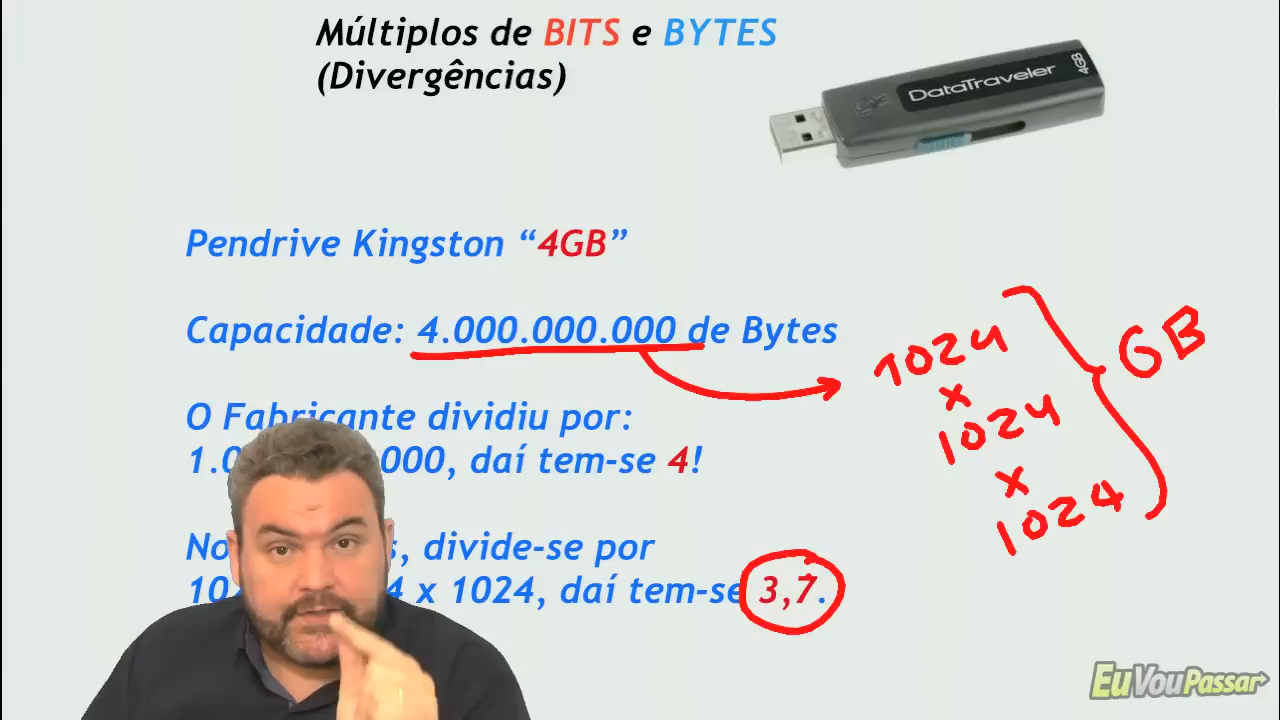 Múltiplos de BITS e BYTES
(Divergências)
DataTraveler 4GB
Pendrive Kingston “4GB”
Capacidade: 4.000.000.000 de Bytes
O Fabricante dividiu por:
000, daí tem-se 4!
divide-se por
x 1024, daí tem-se 3,7.
1024
x
1024
x
1024
GB
EuVouPassar